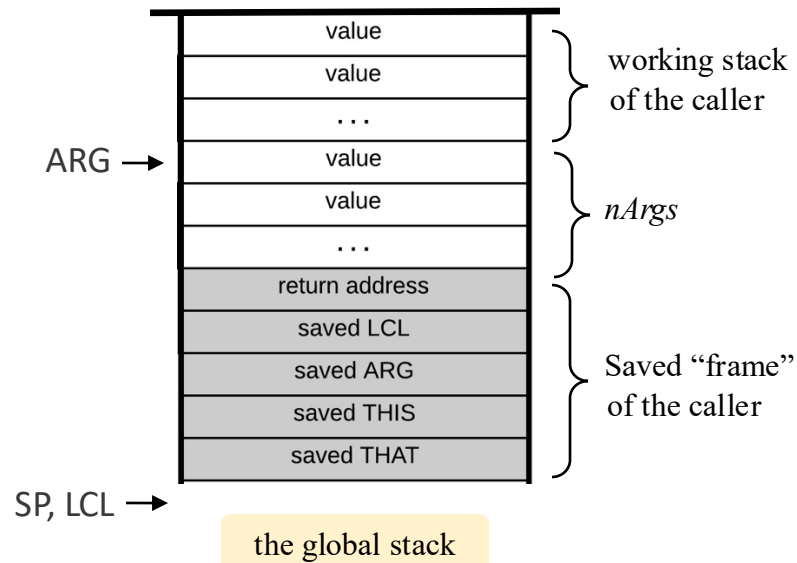 value
value
...
working stack
of the caller
ARG
value
value
...
nArgs
return address
saved LCL
saved ARG
saved THIS
saved THAT
Saved “frame”
of the caller
SP, LCL
the global stack